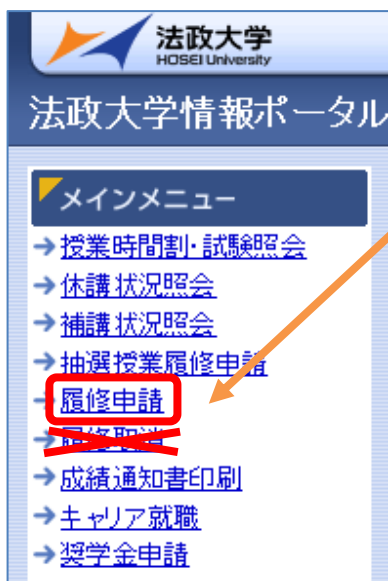 法政大学
HOSEI University
法政大学情報ポータル
メインメニュー
授業時間割・試験照会
休講状況照会
補講状況照会
抽選授業履修申請
履修申請
履修取消
成績通知書印刷
キャリア就職
奨学金申請